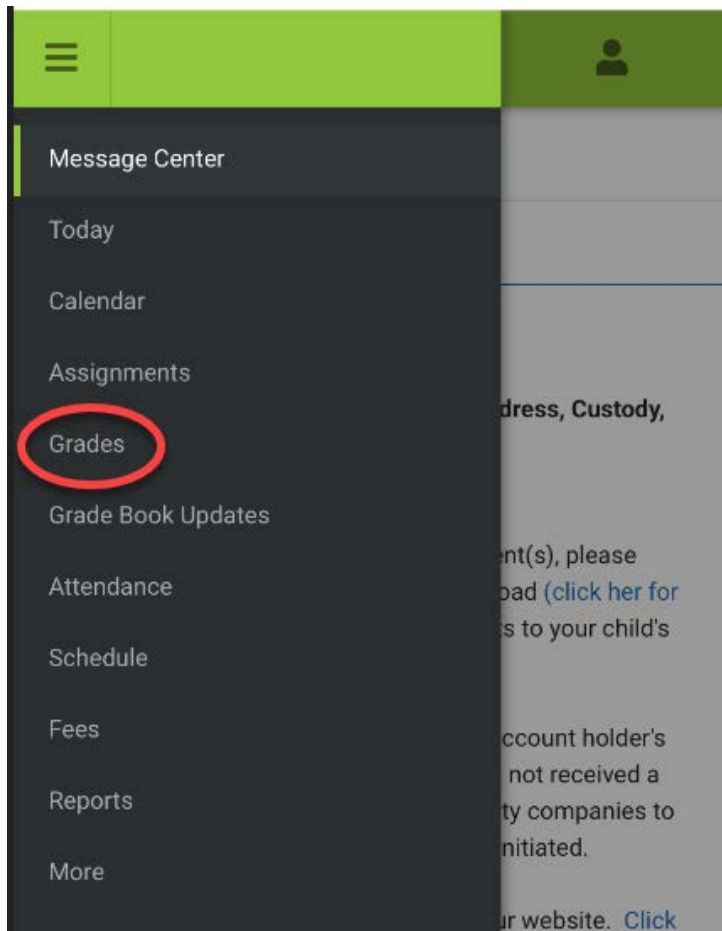 Message Center
Today
Calendar
Assignments
Grades
Grade Book Updates
Attendance
Schedule
Fees
Reports
More
dress, Custody,
ent(s), please
oad (click her for
s to your child's
ccount holder's
not received a
ty companies to
nitiated.
ur website. Click